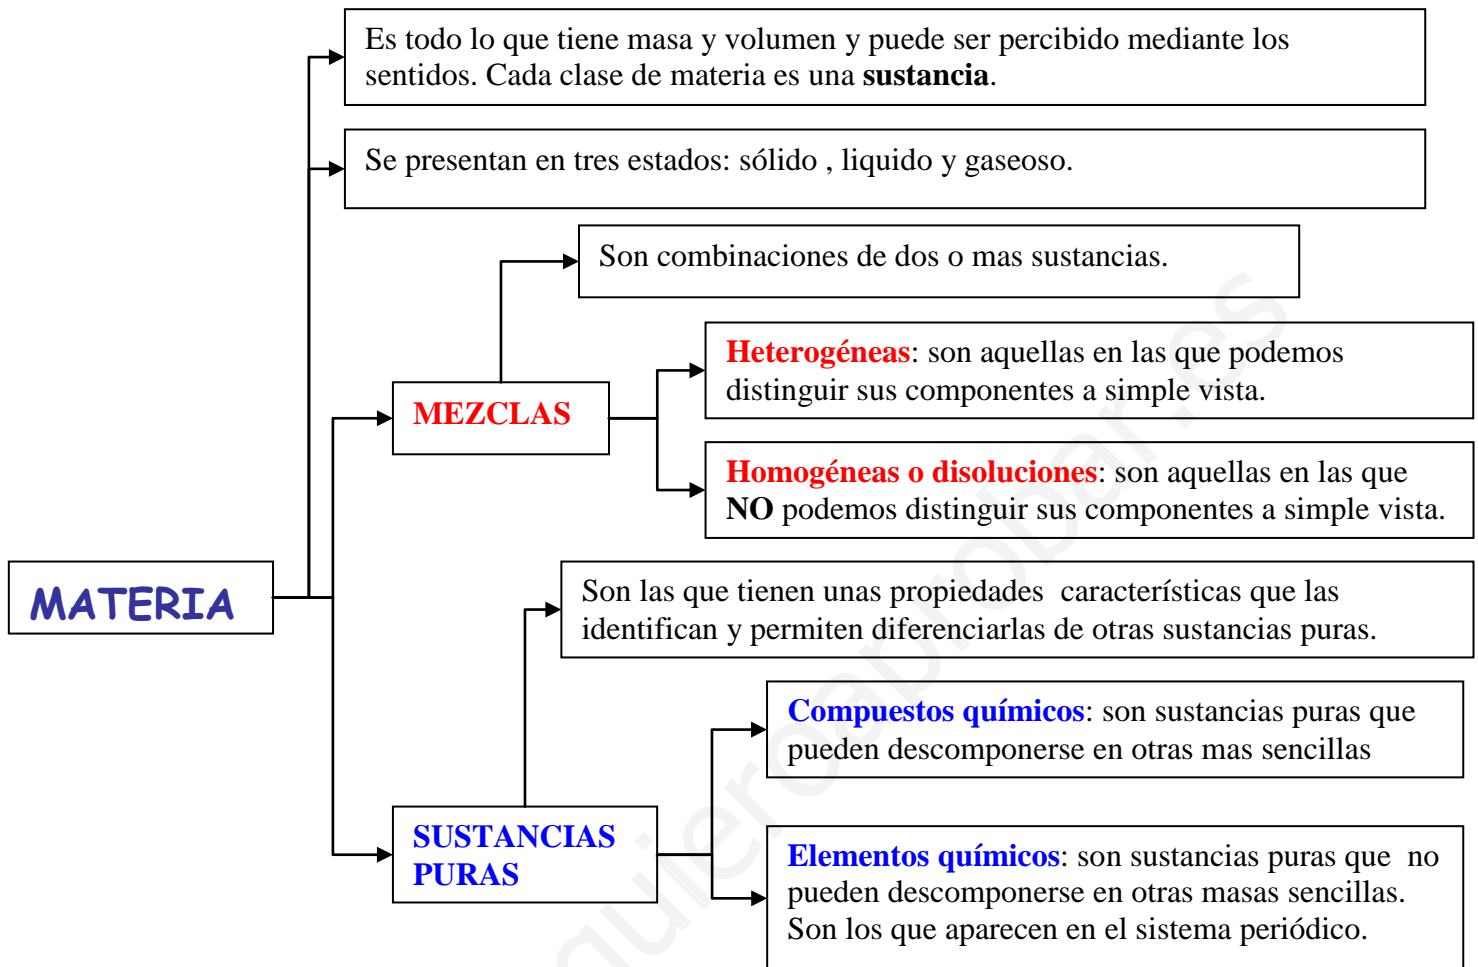 Es todo lo que tiene masa y volumen y puede ser percibido mediante los
sentidos. Cada clase de materia es una sustancia.
Se presentan en tres estados: sólido , liquido y gaseoso.
Son combinaciones de dos o mas sustancias.
Heterogéneas: son aquellas en las que podemos
distinguir sus componentes a simple vista.
MEZCLAS
Homogéneas o disoluciones: son aquellas en las que
NO podemos distinguir sus componentes a simple vista.
MATERIA
Son las que tienen unas propiedades  características que las
identifican y permiten diferenciarlas de otras sustancias puras.
Compuestos químicos: son sustancias puras que
pueden descomponerse en otras mas sencillas
SUSTANCIAS
PURAS
Elementos químicos: son sustancias puras que  no
pueden descomponerse en otras masas sencillas.
Son los que aparecen en el sistema periódico.
quieroaprobar.es